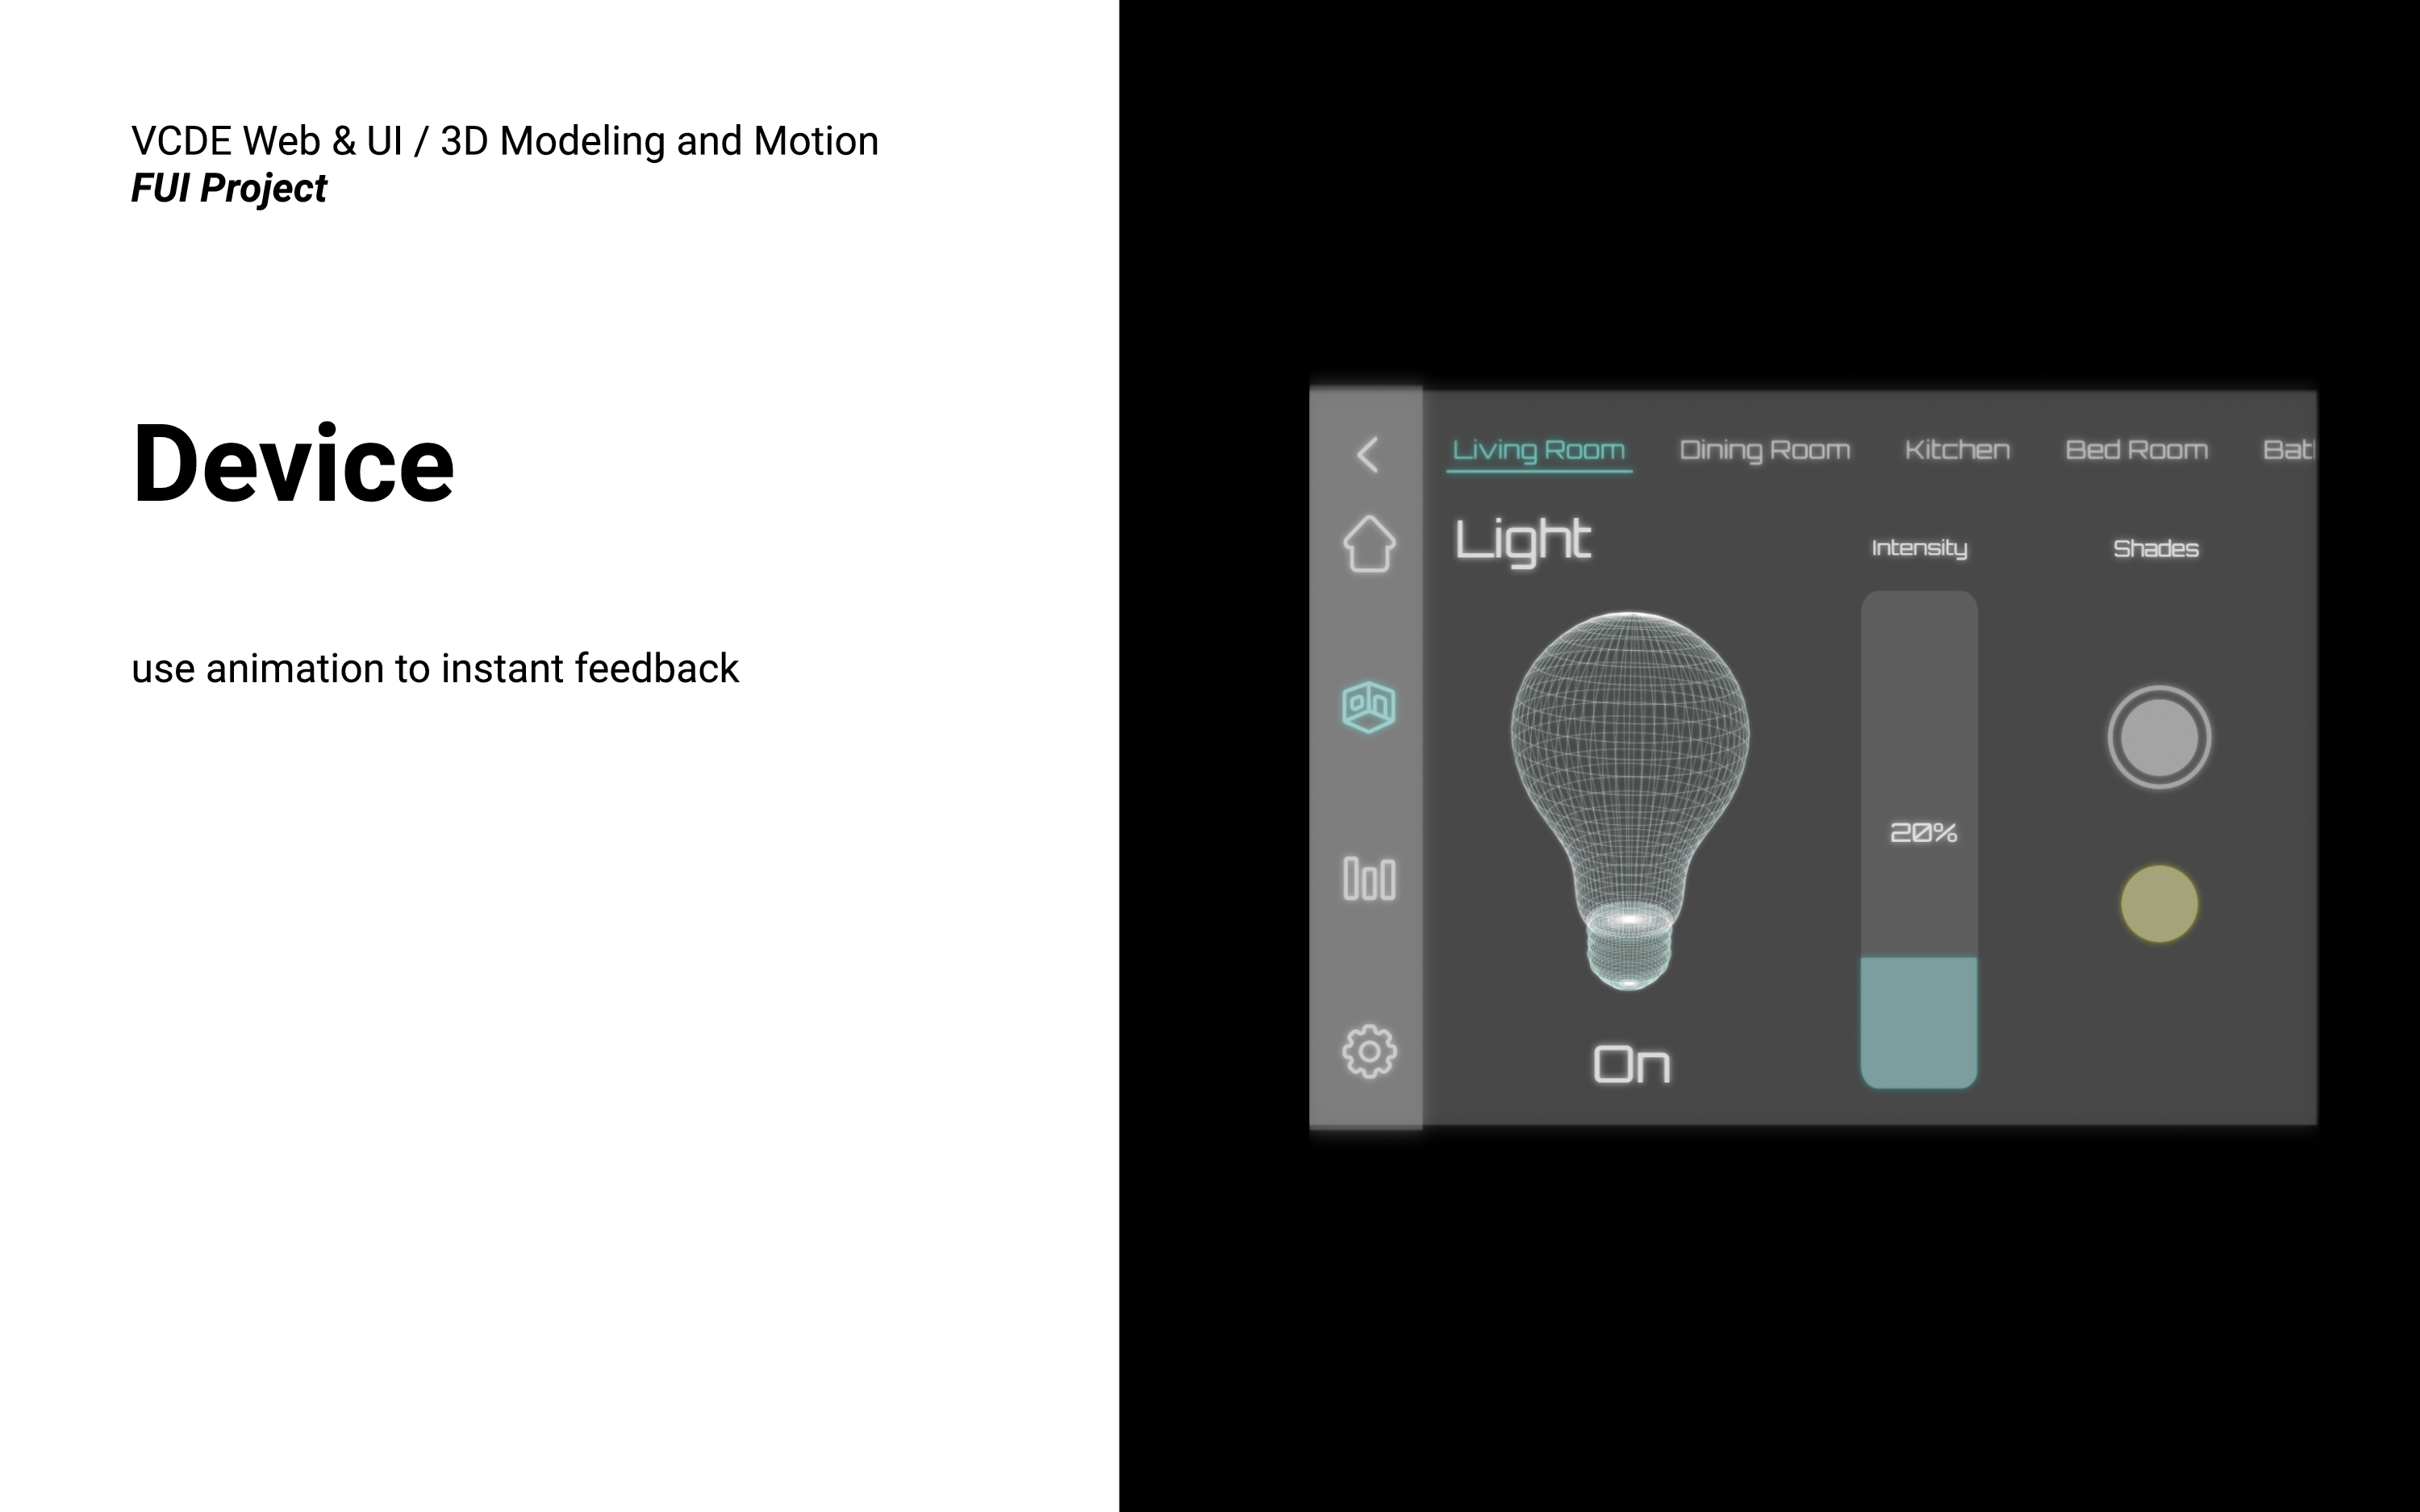 VCDE Web & UI / 3D Modeling and Motion
FUI Project
Device
use animation to instant feedback
Living Room Dining Room Kitchen Bed Room
Light
Intensity
Shades
20%
On